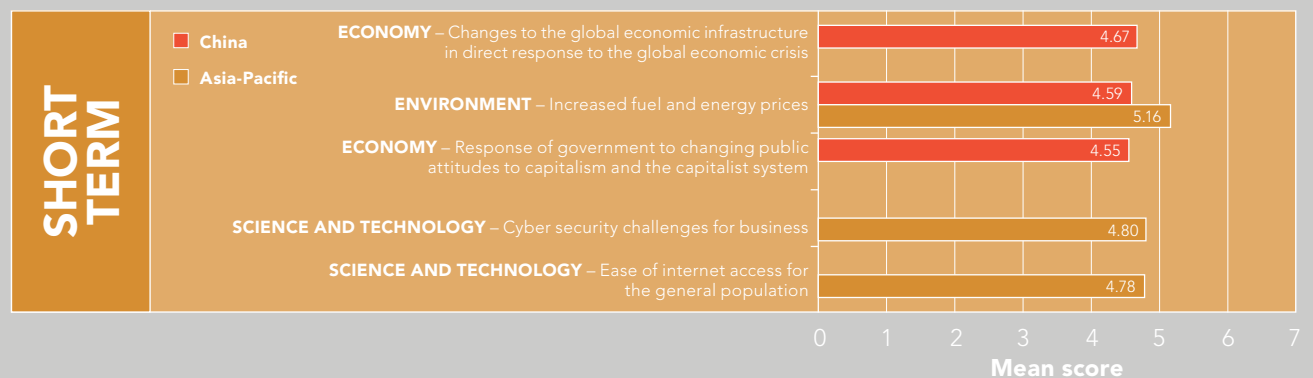 SHORT
TERM
China
Asia-Pacific
ECONOMY – Changes to the global economic infrastructure
in direct response to the global economic crisis
4.67
ENVIRONMENT – Increased fuel and energy prices
4.59
5.16
ECONOMY – Response of government to changing public
attitudes to capitalism and the capitalist system
4.55
SCIENCE AND TECHNOLOGY – Cyber security challenges for business
4.80
SCIENCE AND TECHNOLOGY – Ease of internet access for
the general population
4.78
0 1 2 3 4 5 6 7
Mean score